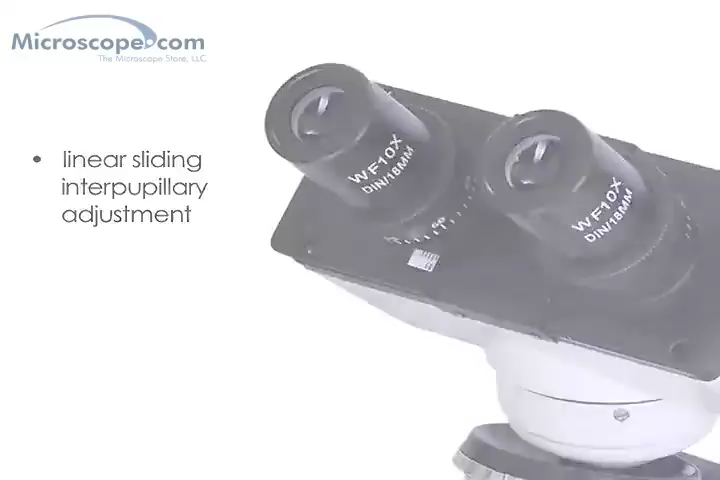 Microscope.com
The Microscope Store, LLC
• linear sliding
interpupillary
adjustment
WF10X
DIN/18MM
WF10X
DIN/18MM